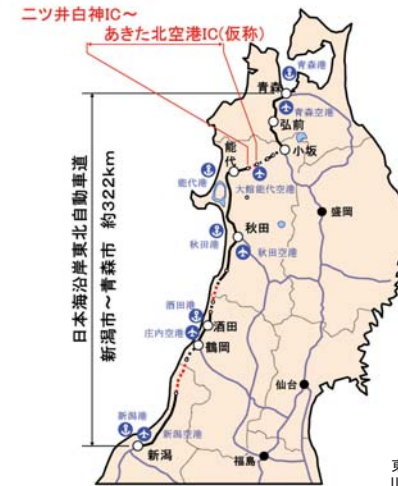 二ツ井白神IC～
あきた北空港IC(仮称)
青森港
青森
青森空港
弘前
小坂
能代
能代港
大館能代空港
盛岡
秋田
秋田港
秋田空港
日本海沿岸東北自動車道
新潟市～青森市 約322km
酒田港
酒田
庄内空港
鶴岡
仙台
新潟港
新潟空港
新潟
福島